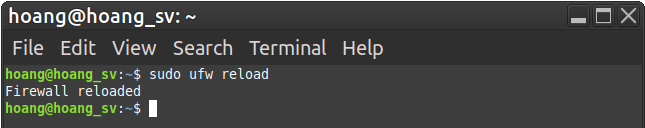 hoang@hoang_sv: ~
File Edit View Search Terminal Help
hoang@hoang_sv:~$ sudo ufw reload
Firewall reloaded
hoang@hoang_sv:~$